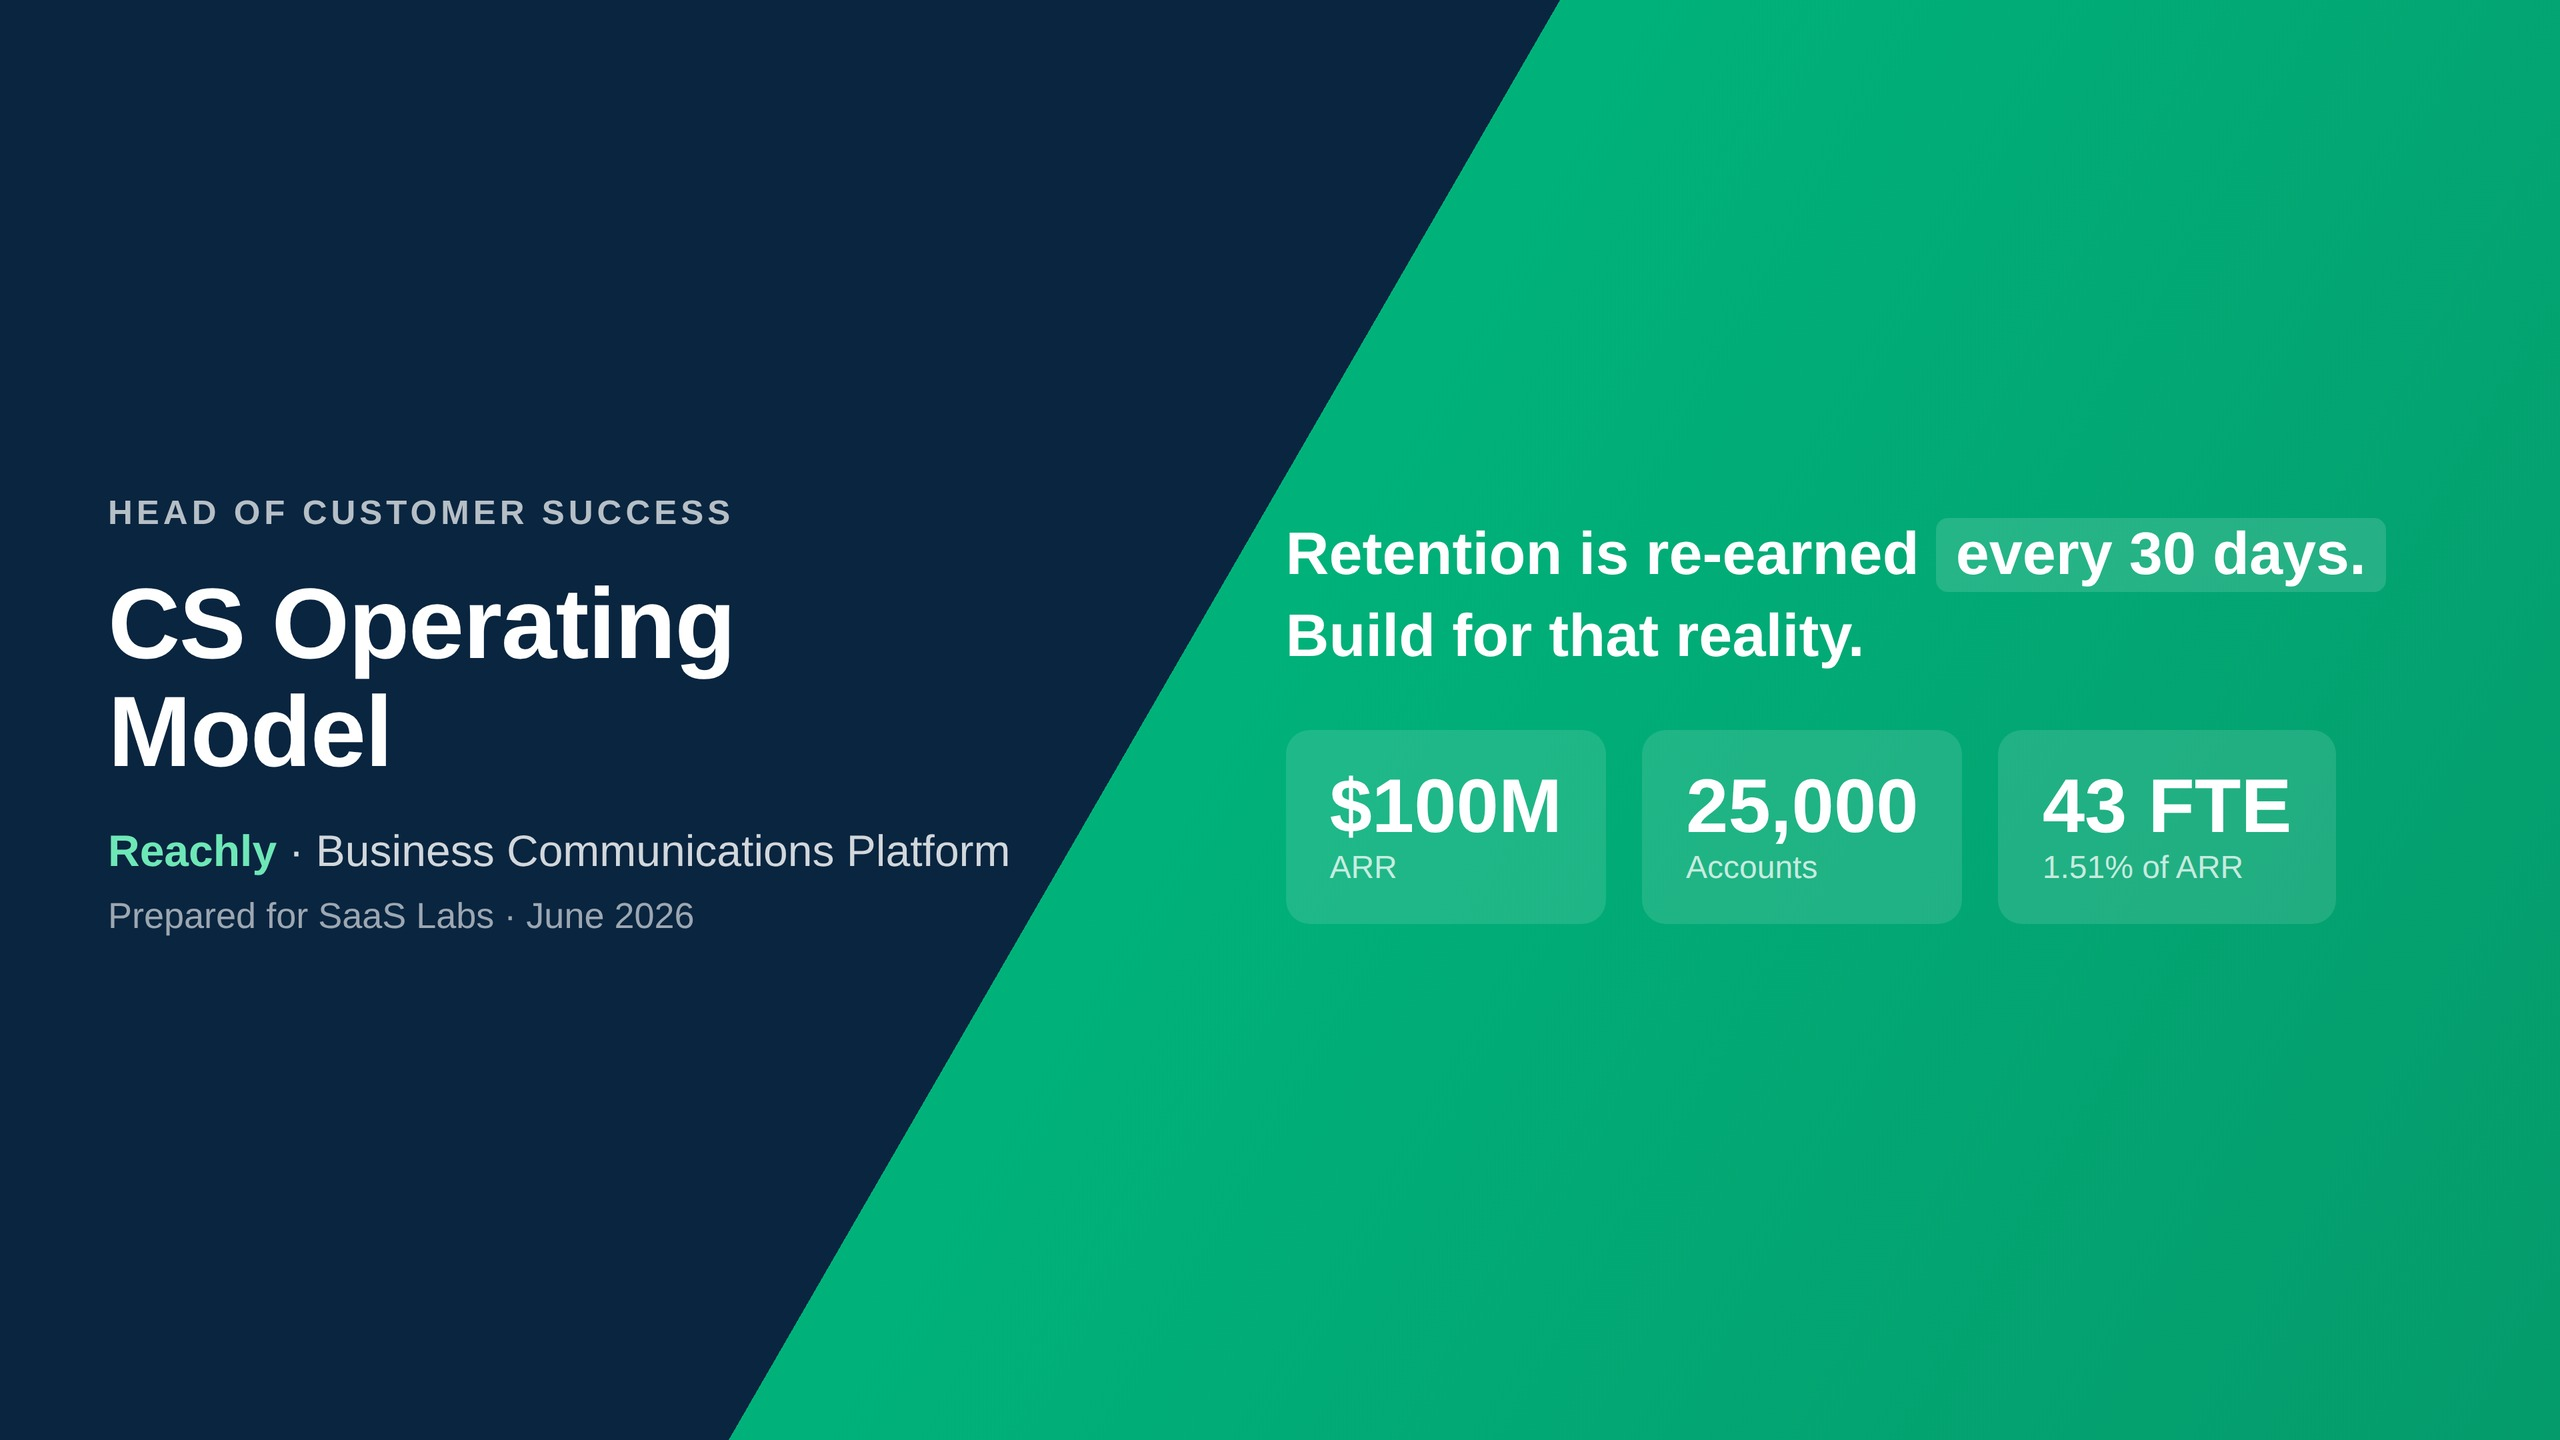 HEAD OF CUSTOMER SUCCESS
CS Operating
Model
Reachly · Business Communications Platform
Prepared for SaaS Labs · June 2026
Retention is re-earned every 30 days.
Build for that reality.
$100M
ARR
25,000
Accounts
43 FTE
1.51% of ARR